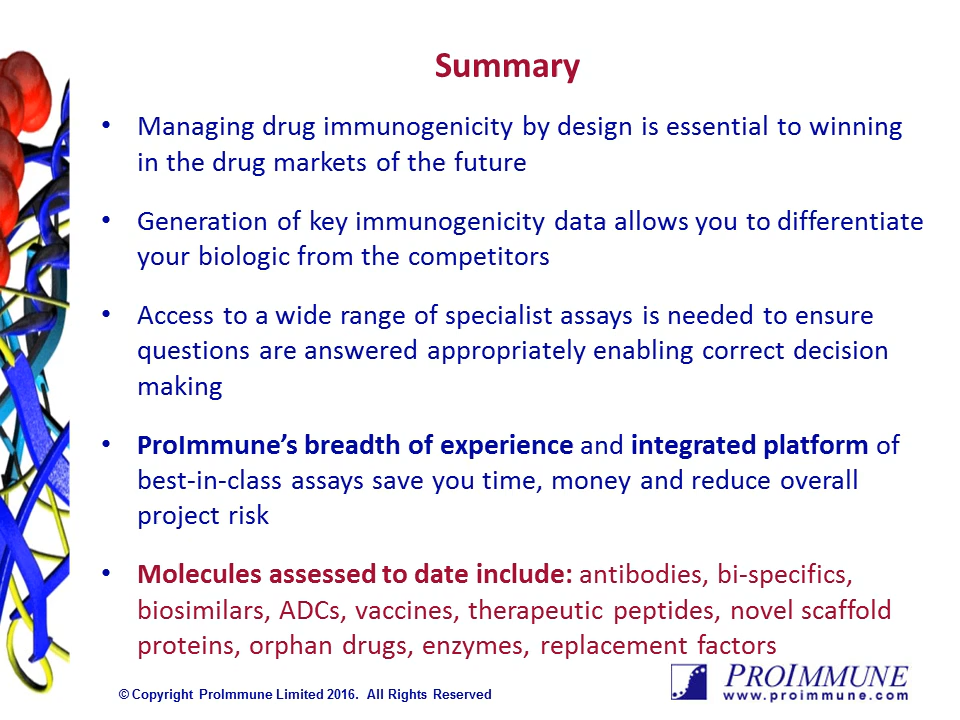 Summary
• Managing drug immunogenicity by design is essential to winning
in the drug markets of the future
• Generation of key immunogenicity data allows you to differentiate
your biologic from the competitors
• Access to a wide range of specialist assays is needed to ensure
questions are answered appropriately enabling correct decision
making
• ProImmune’s breadth of experience and integrated platform of
best-in-class assays save you time, money and reduce overall
project risk
• Molecules assessed to date include: antibodies, bi-specifics,
biosimilars, ADCs, vaccines, therapeutic peptides, novel scaffold
proteins, orphan drugs, enzymes, replacement factors
© Copyright ProImmune Limited 2016. All Rights Reserved
PROIMMUNE
www.proimmune.com